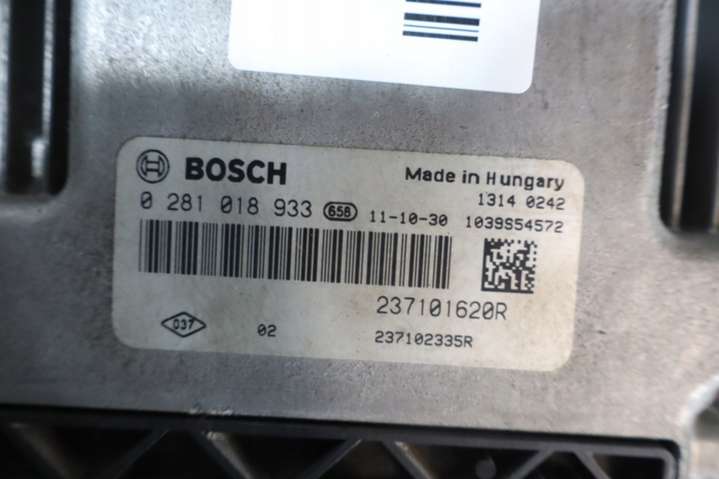 BOSCH Made in Hungary
1314 0242
0 281 018 933 658 11-10-30 1039S54572
237101620R
037 02 237102335R